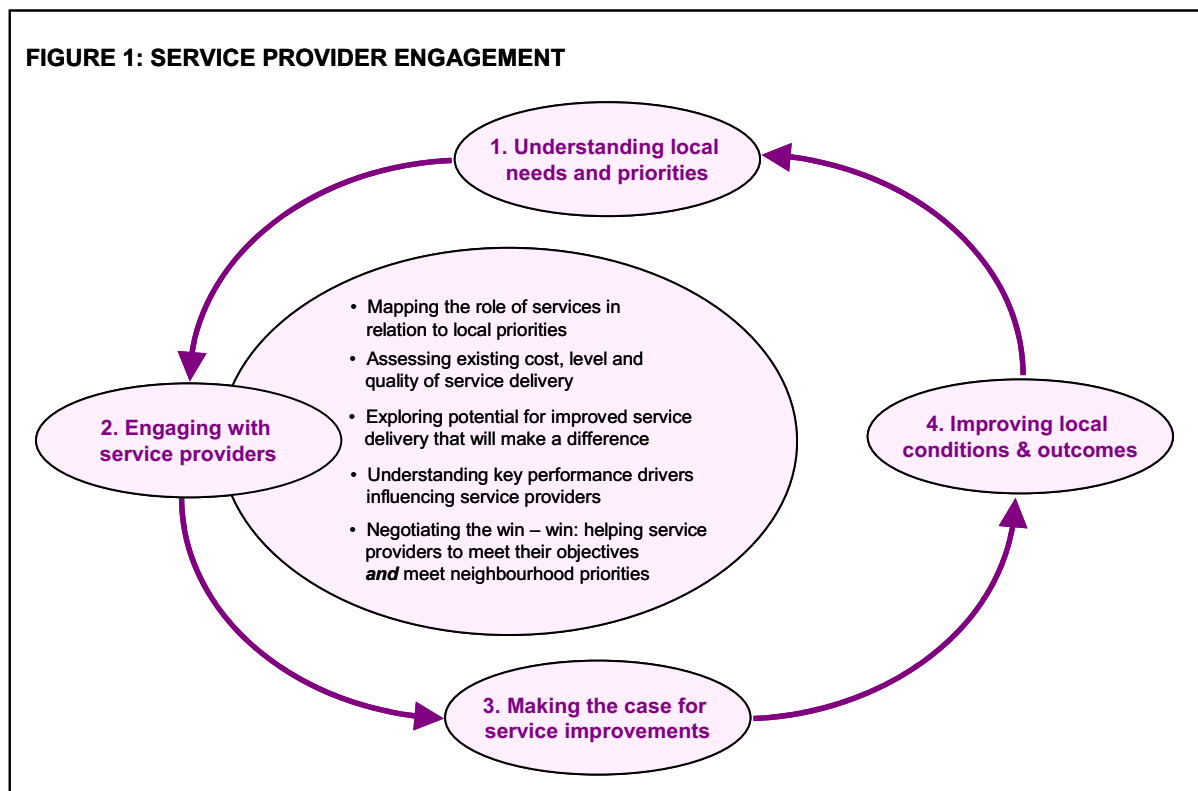 FIGURE 1: SERVICE PROVIDER ENGAGEMENT
1. Understanding local
needs and priorities
• Mapping the role of services in
relation to local priorities
• Assessing existing cost, level and
quality of service delivery
• Exploring potential for improved service
delivery that will make a difference
• Understanding key performance drivers
influencing service providers
• Negotiating the win – win: helping service
providers to meet their objectives
and meet neighbourhood priorities
2. Engaging with
service providers
3. Making the case for
service improvements
4. Improving local
conditions & outcomes